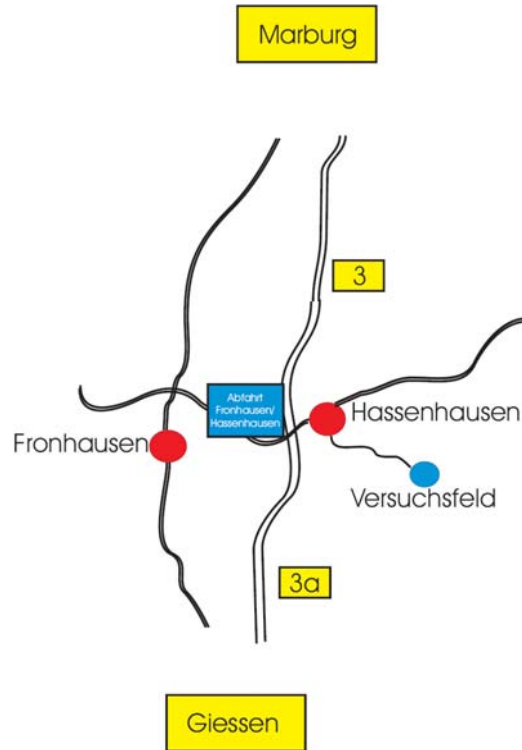 Marburg
3
Abfahrt
Fronhausen/
Hassenhausen
Hassenhausen
Fronhausen
Versuchsfeld
3a
Giessen